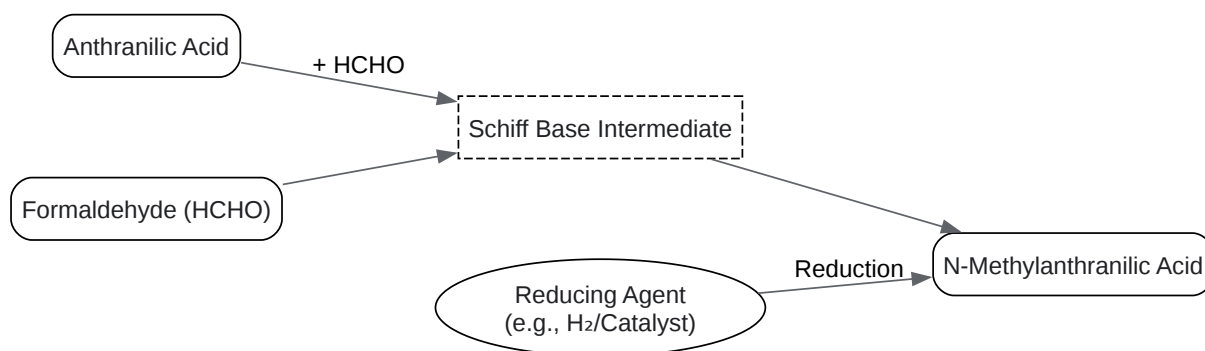 Anthranilic Acid
+ HCHO
Schiff Base Intermediate
Formaldehyde (HCHO)
Reduction
N-Methylanthranilic Acid
Reducing Agent
(e.g., H₂/Catalyst)